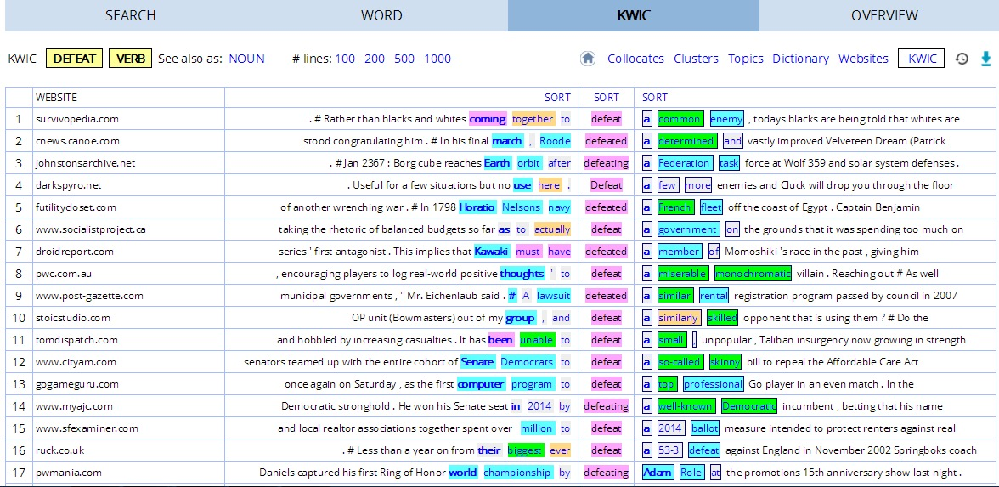 SEARCH WORD KWIC OVERVIEW
KWIC DEFEAT VERB See also as: NOUN # lines: 100 200 500 1000 Collocates Clusters Topics Dictionary Websites KWIC
WEBSITE SORT SORT SORT
1 survivopedia.com . # Rather than blacks and whites coming together to defeat a common enemy , todays blacks are being told that whites are
2 cnews.canoe.com stood congratulating him . # In his final match , Roode defeated a determined and vastly improved Velveteen Dream (Patrick
3 johnstonsarchive.net . # Jan 2367 : Borg cube reaches Earth orbit after defeating a Federation task force at Wolf 359 and solar system defenses .
4 darkspyro.net . Useful for a few situations but no use here . Defeat a few more enemies and Cluck will drop you through the floor
5 futilitycloset.com of another wrenching war . # In 1798 Horatio Nelsons navy defeated a French fleet off the coast of Egypt . Captain Benjamin
6 www.socialistproject.ca taking the rhetoric of balanced budgets so far as to actually defeat a government on the grounds that it was spending too much on
7 droidreport.com series ' first antagonist . This implies that Kawaki must have defeated a member of Momoshiki 's race in the past , giving him
8 pwc.com.au , encouraging players to log real-world positive thoughts ' to defeat a miserable monochromatic villain . Reaching out # As well
9 www.post-gazette.com municipal governments , " Mr. Eichenlaub said . # A lawsuit defeated a similar rental registration program passed by council in 2007
10 stoicstudio.com OP unit (Bowmasters) out of my group , and defeat a similarly skilled opponent that is using them ? # Do the
11 tomdispatch.com and hobbled by increasing casualties . It has been unable to defeat a small , unpopular , Taliban insurgency now growing in strength
12 www.cityam.com senators teamed up with the entire cohort of Senate Democrats to defeat a so-called skinny bill to repeal the Affordable Care Act
13 gogameguru.com once again on Saturday , as the first computer program to defeat a top professional Go player in an even match . In the
14 www.myajc.com Democratic stronghold . He won his Senate seat in 2014 by defeating a well-known Democratic incumbent , betting that his name
15 www.sfexaminer.com and local realtor associations together spent over million to defeat a 2014 ballot measure intended to protect renters against real
16 ruck.co.uk . # Less than a year on from their biggest ever defeat a 53-3 defeat against England in November 2002 Springboks coach
17 pwmania.com Daniels captured his first Ring of Honor world championship by defeating Adam Role at the promotions 15th anniversary show last night .